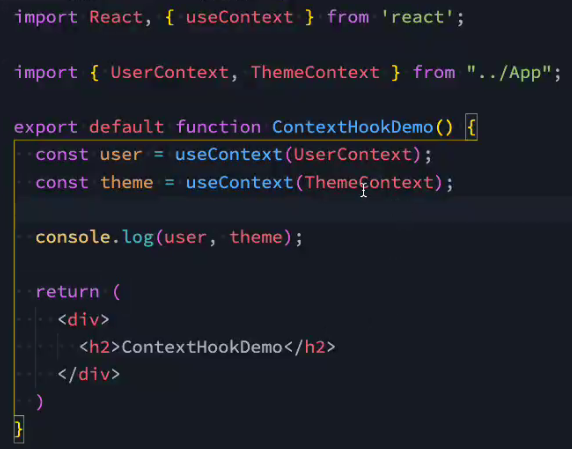 import React, { useContext } from 'react';
import { UserContext, ThemeContext } from "../App";
export default function ContextHookDemo() {
const user = useContext(UserContext);
const theme = useContext(ThemeContext);
console.log(user, theme);
return (
<div>
<h2>ContextHookDemo</h2>
</div>
)
}